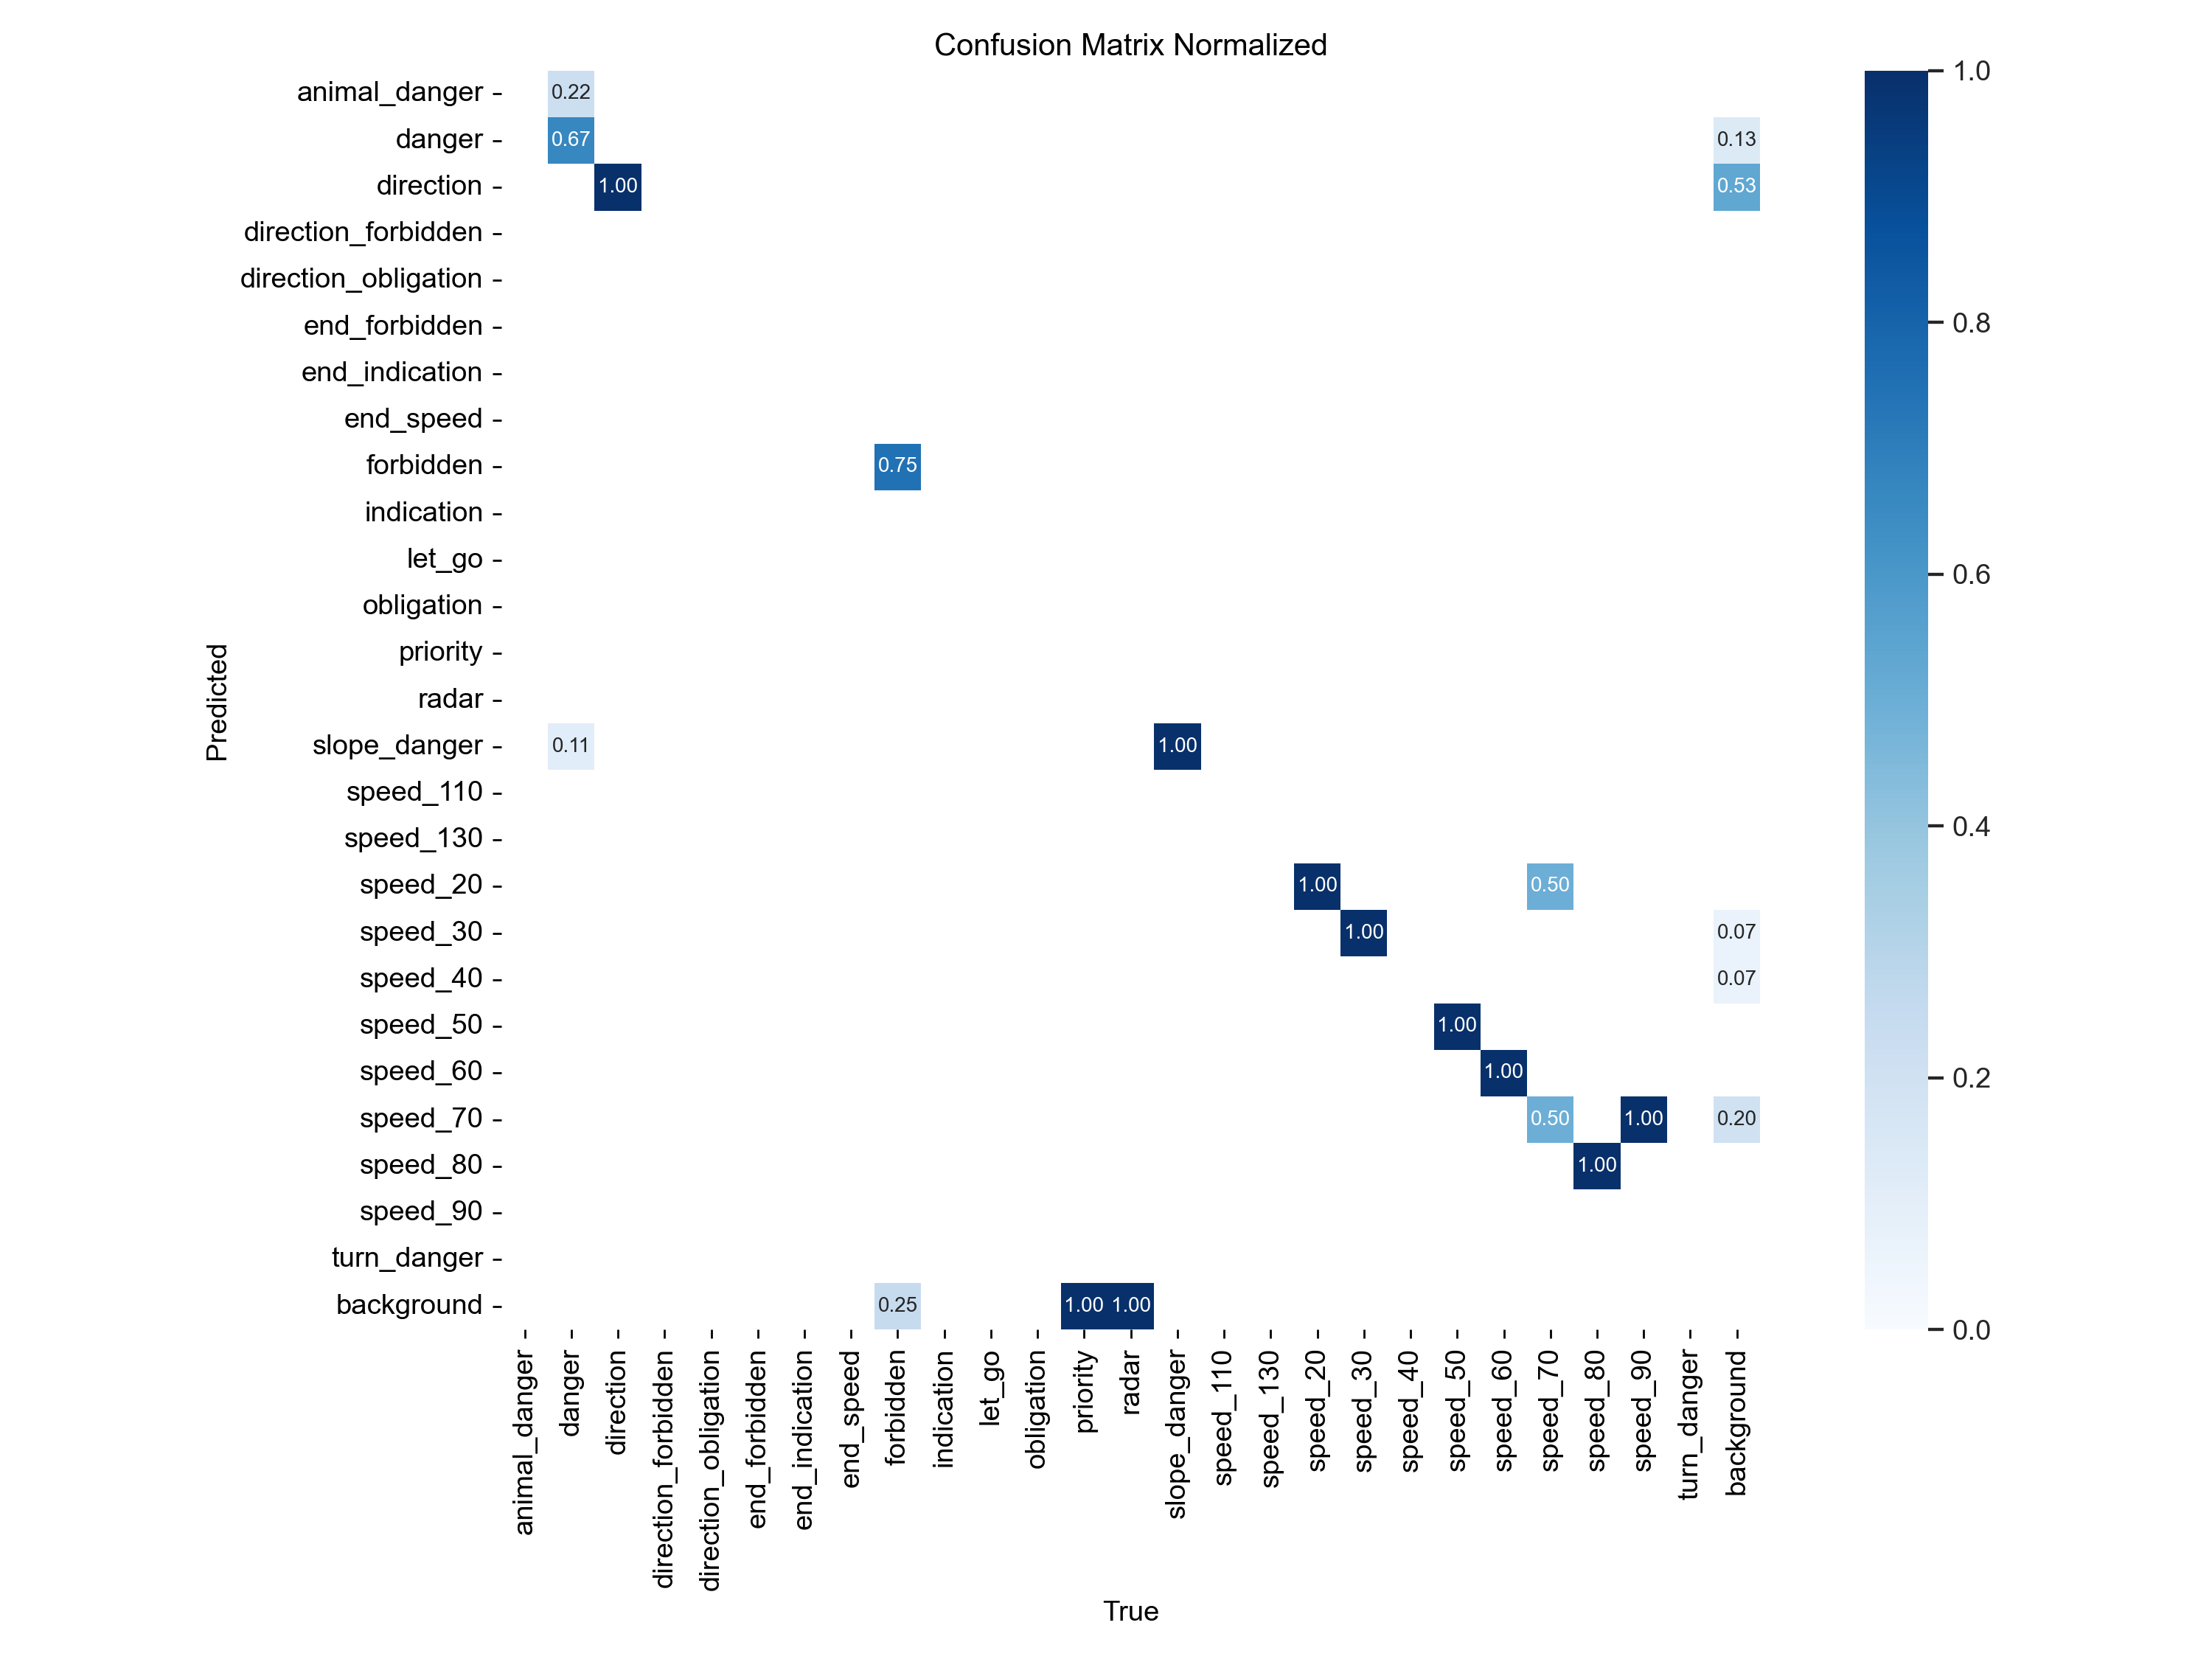 Confusion Matrix Normalized
animal_danger 0.22
danger 0.67 0.13
direction 1.00 0.53
direction_forbidden
direction_obligation
end_forbidden
end_indication
end_speed
forbidden 0.75
indication
let_go
obligation
priority
radar
slope_danger 0.11 1.00
speed_110
speed_130
speed_20 1.00 0.50
speed_30 1.00 0.07
speed_40 0.07
speed_50 1.00
speed_60 1.00
speed_70 0.50 1.00 0.20
speed_80 1.00
speed_90
turn_danger
background 0.25 1.00 1.00
Predicted
animal_danger
danger
direction
direction_forbidden
direction_obligation
end_forbidden
end_indication
end_speed
forbidden
indication
let_go
obligation
priority
radar
slope_danger
speed_110
speed_130
speed_20
speed_30
speed_40
speed_50
speed_60
speed_70
speed_80
speed_90
turn_danger
background
True
1.0
0.8
0.6
0.4
0.2
0.0